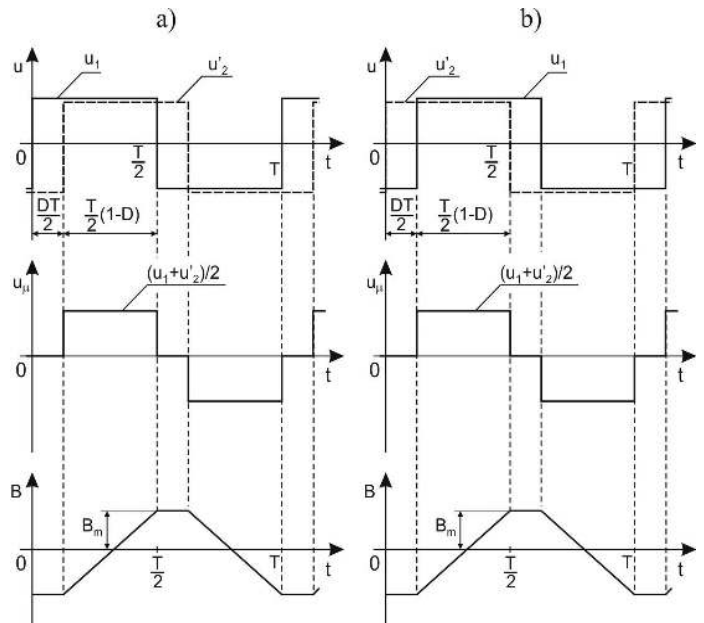 a)
u
u₁
u'₂
0
T/2
T
t
DT/2
T/2(1-D)
uμ
(u₁+u'₂)/2
0
t
B
Bₘ
0
T/2
T
t
b)
u
u'₂
u₁
0
T/2
T
t
DT/2
T/2(1-D)
uμ
(u₁+u'₂)/2
0
t
B
Bₘ
0
T/2
T
t